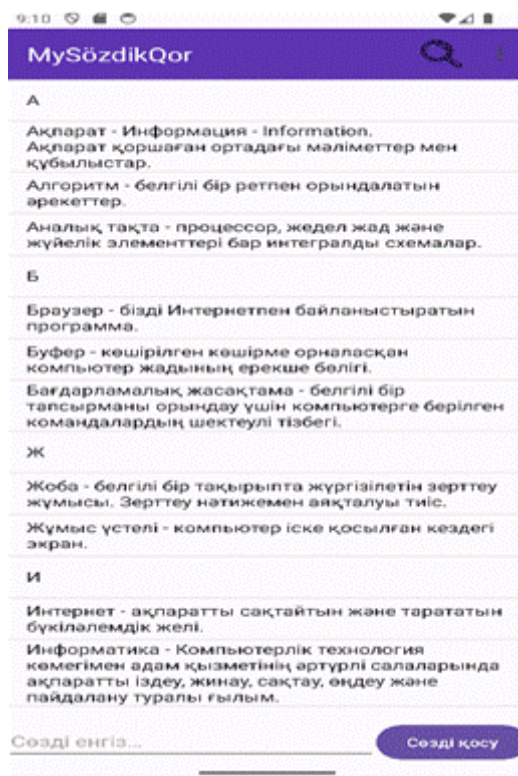 9:10
MySözdikQor
А
Ақпарат - Информация - Information.
Ақпарат қоршаған ортадағы мәліметтер мен
құбылыстар.
Алгоритм - белгілі бір ретпен орындалатын
әрекеттер.
Аналық тақта - процессор, жедел жад және
жүйелік элементтері бар интегралды схемалар.
Б
Браузер - бізді Интернетпен байланыстыратын
программа.
Буфер - көшірілген көшірме орналасқан
компьютер жадының ерекше бөлігі.
Бағдарламалық жасақтама - белгілі бір
тапсырманы орындау үшін компьютерге берілген
командалардың шектеулі тізбегі.
Ж
Жоба - белгілі бір тақырыпта жүргізілетін зерттеу
жұмысы. Зерттеу нәтижемен аяқталуы тиіс.
Жұмыс үстелі - компьютер іске қосылған кездегі
экран.
И
Интернет - ақпаратты сақтайтын және тарататын
бүкіләлемдік желі.
Информатика - Компьютерлік технология
көмегімен адам қызметінің әртүрлі салаларында
ақпаратты іздеу, жинау, сақтау, өңдеу және
пайдалану туралы ғылым.
Сөзді енгіз...
Сөзді қосу